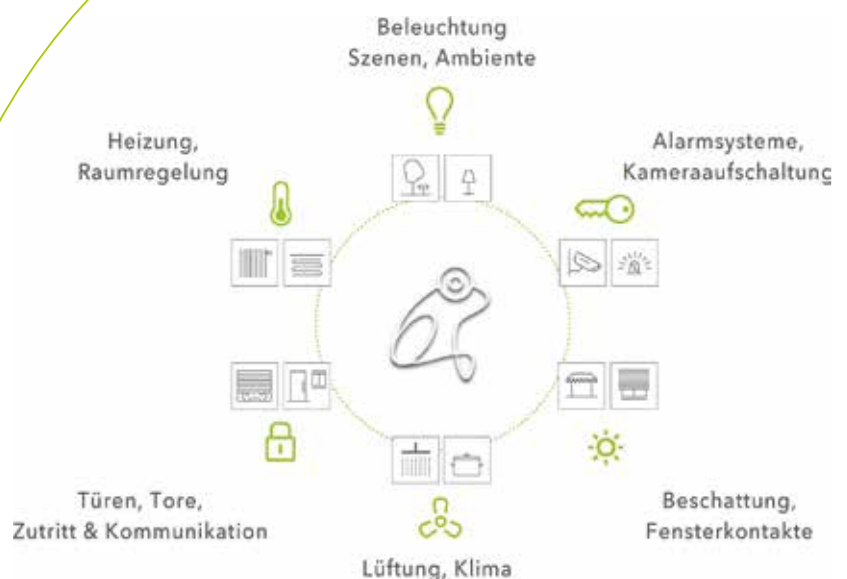 Beleuchtung
Szenen, Ambiente
Heizung,
Raumregelung
Alarmsysteme,
Kameraaufschaltung
Türen, Tore,
Zutritt & Kommunikation
Beschattung,
Fensterkontakte
Lüftung, Klima